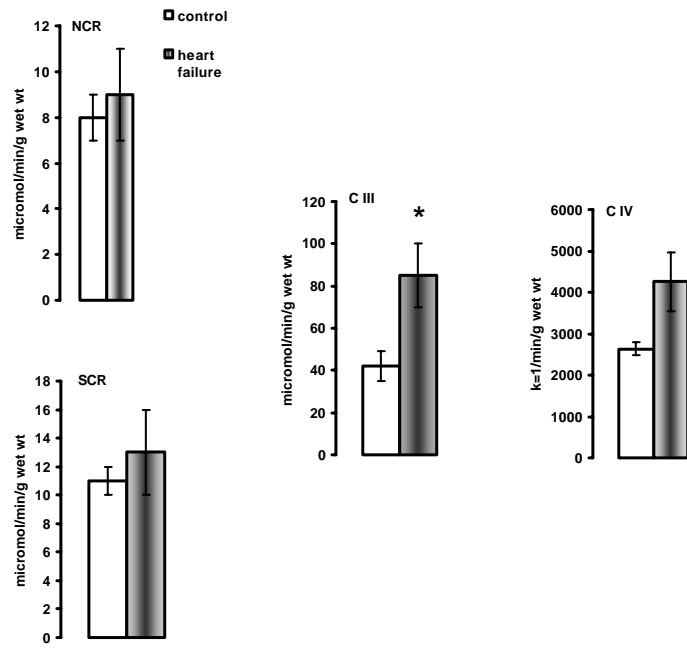 NCR
control
heart
failure
micromol/min/g wet wt
12
10
8
6
4
2
0
C III
*
micromol/min/g wet wt
120
100
80
60
40
20
0
C IV
k=1/min/g wet wt
6000
5000
4000
3000
2000
1000
0
SCR
micromol/min/g wet wt
18
16
14
12
10
8
6
4
2
0